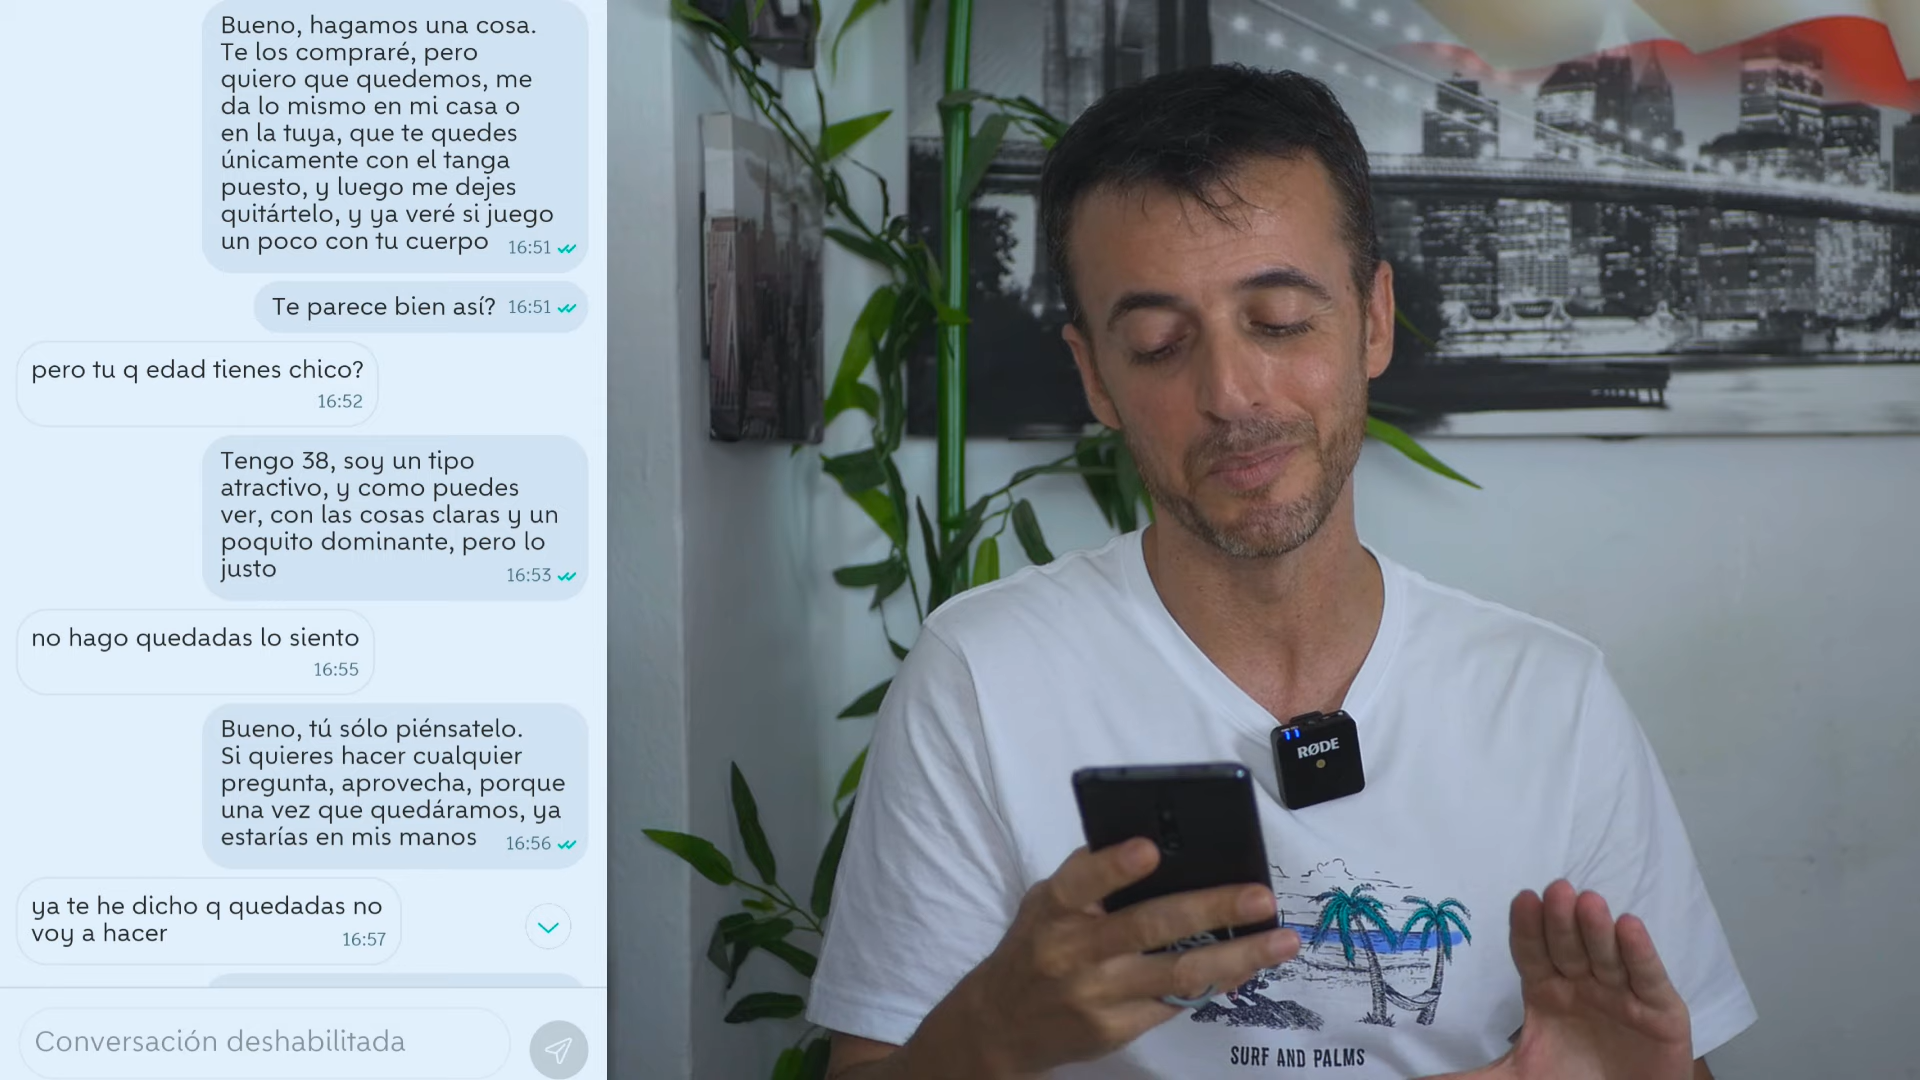 Bueno, hagamos una cosa.
Te los compraré, pero
quiero que quedemos, me
da lo mismo en mi casa o
en la tuya, que te quedes
únicamente con el tanga
puesto, y luego me dejes
quitártelo, y ya veré si juego
un poco con tu cuerpo 16:51
Te parece bien así? 16:51
pero tu q edad tienes chico?
16:52
Tengo 38, soy un tipo
atractivo, y como puedes
ver, con las cosas claras y un
poquito dominante, pero lo
justo 16:53
no hago quedadas lo siento
16:55
Bueno, tú sólo piénsatelo.
Si quieres hacer cualquier
pregunta, aprovecha, porque
una vez que quedáramos, ya
estarías en mis manos 16:56
ya te he dicho q quedadas no
voy a hacer 16:57
Conversación deshabilitada
RØDE
SURF AND PALMS